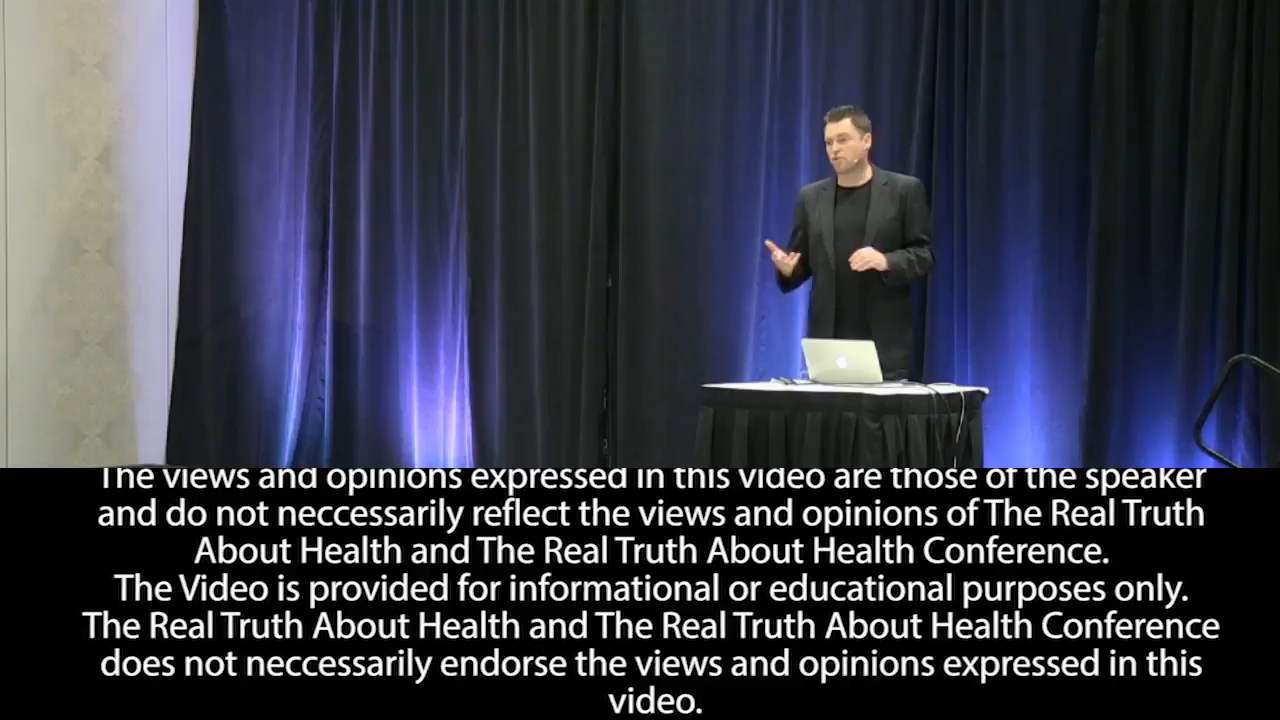 The views and opinions expressed in this video are those of the speaker
and do not neccessarily reflect the views and opinions of The Real Truth
About Health and The Real Truth About Health Conference.
The Video is provided for informational or educational purposes only.
The Real Truth About Health and The Real Truth About Health Conference
does not neccessarily endorse the views and opinions expressed in this
video.